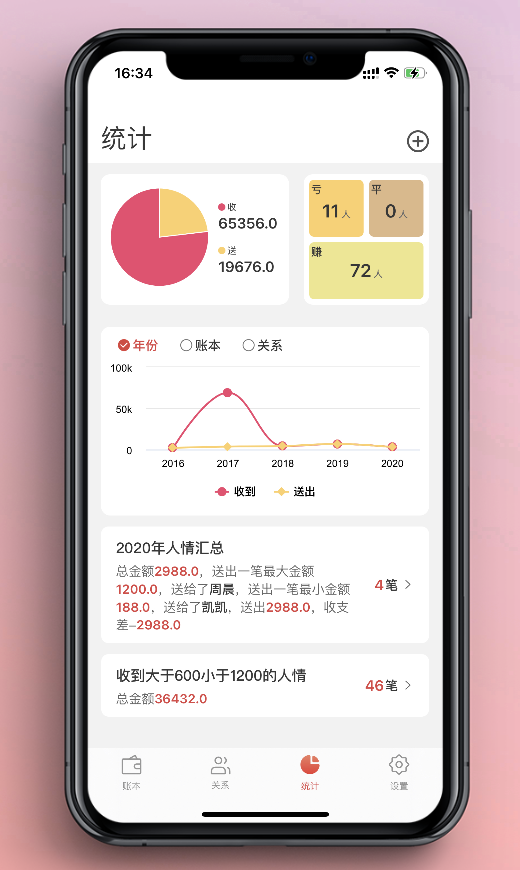 16:34
统计
收
65356.0
送
19676.0
亏
11人
平
0人
赚
72人
年份 账本 关系
100k
50k
0
2016 2017 2018 2019 2020
收到 送出
2020年人情汇总
总金额2988.0，送出一笔最大金额
1200.0，送给了周晨，送出一笔最小金额
188.0，送给了凯凯，送出2988.0，收支
差-2988.0
4笔
收到大于600小于1200的人情
总金额36432.0
46笔
账本 关系 统计 设置